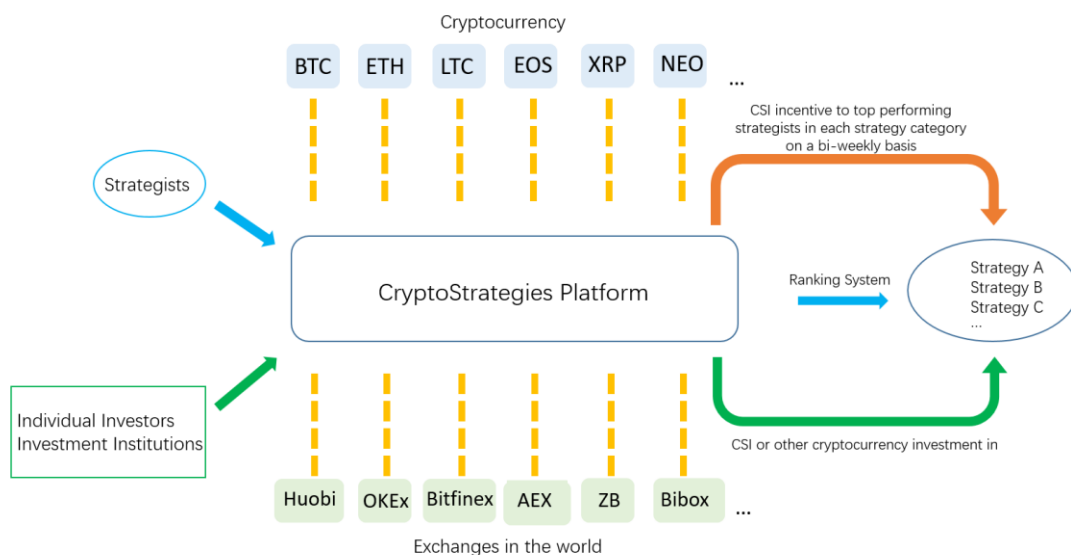 Cryptocurrency
BTC ETH LTC EOS XRP NEO ...
CSI incentive to top performing
strategists in each strategy category
on a bi-weekly basis
Strategists
CryptoStrategies Platform
Ranking System
Strategy A
Strategy B
Strategy C
...
Individual Investors
Investment Institutions
CSI or other cryptocurrency investment in
Huobi OKEx Bitfinex AEX ZB Bibox ...
Exchanges in the world